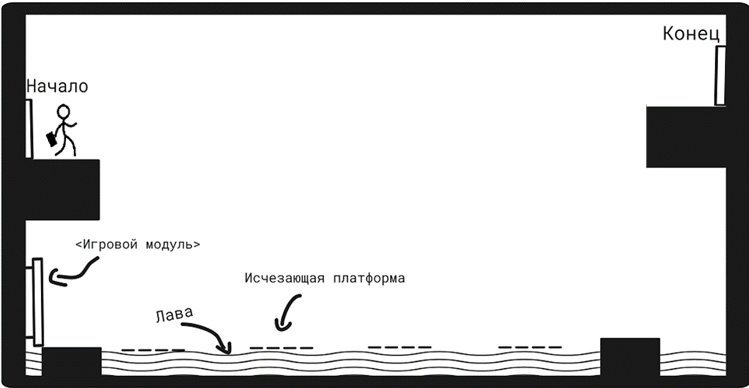 Конец
Начало
<Игровой модуль>
Исчезающая платформа
Лава